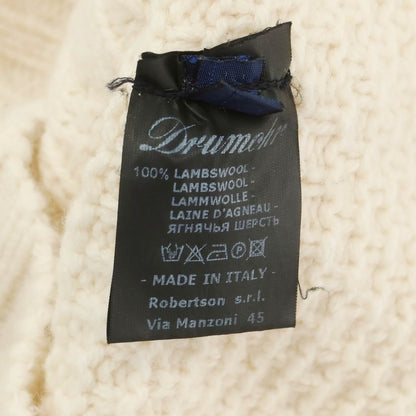 Drumohr
100% LAMBSWOOL -
LAMBSWOOL -
LAMMWOLLE -
LAINE D'AGNEAU -
ЯГНЯЧЬЯ ШЕРСТЬ
- MADE IN ITALY -
Robertson s.r.l.
Via Manzoni 45